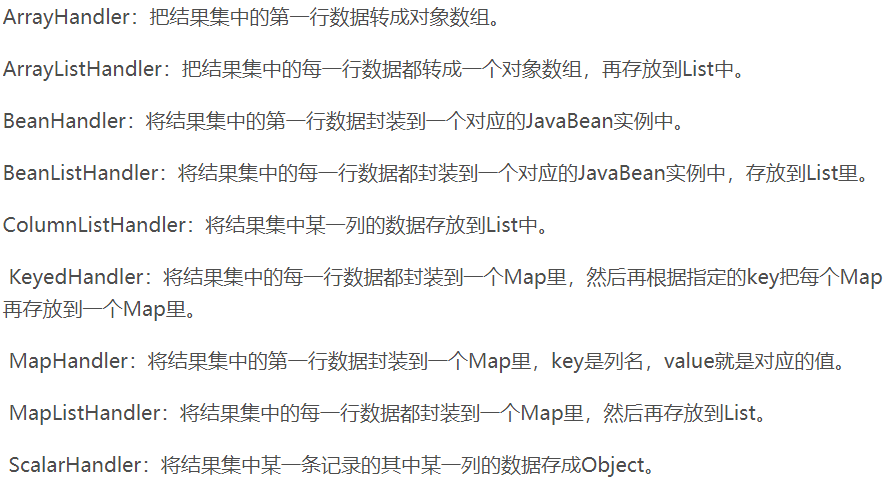 ArrayHandler：把结果集中的第一行数据转成对象数组。
ArrayListHandler：把结果集中的每一行数据都转成一个对象数组，再存放到List中。
BeanHandler：将结果集中的第一行数据封装到一个对应的JavaBean实例中。
BeanListHandler：将结果集中的每一行数据都封装到一个对应的JavaBean实例中，存放到List里。
ColumnListHandler：将结果集中某一列的数据存放到List中。
KeyedHandler：将结果集中的每一行数据都封装到一个Map里，然后再根据指定的key把每个Map
再存放到一个Map里。
MapHandler：将结果集中的第一行数据封装到一个Map里，key是列名，value就是对应的值。
MapListHandler：将结果集中的每一行数据都封装到一个Map里，然后再存放到List。
ScalarHandler：将结果集中某一条记录的其中某一列的数据存成Object。